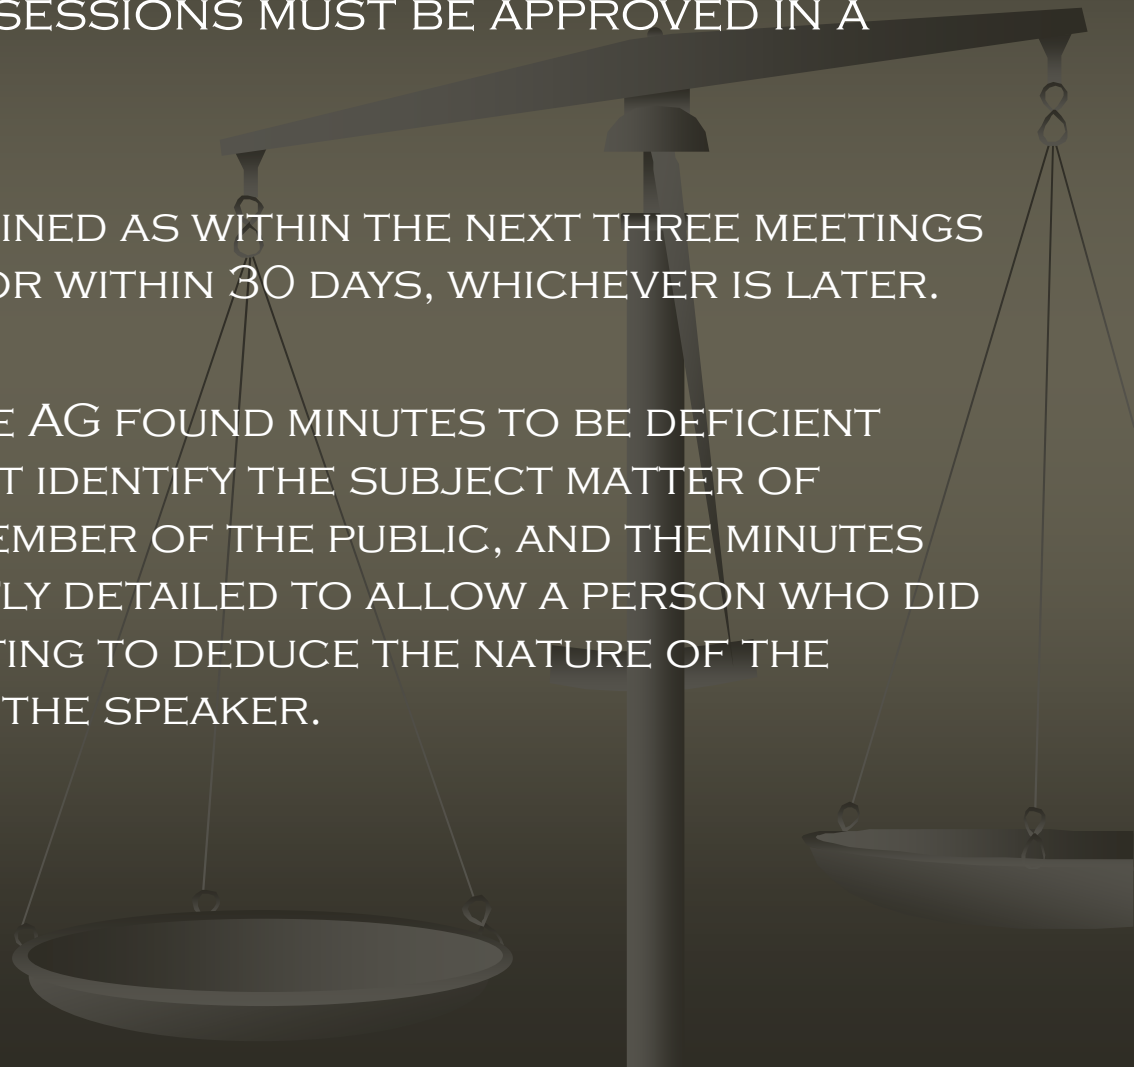 SESSIONS MUST BE APPROVED IN A
INED AS WITHIN THE NEXT THREE MEETINGS
OR WITHIN 30 DAYS, WHICHEVER IS LATER.
E AG FOUND MINUTES TO BE DEFICIENT
T IDENTIFY THE SUBJECT MATTER OF
EMBER OF THE PUBLIC, AND THE MINUTES
TLY DETAILED TO ALLOW A PERSON WHO DID
TING TO DEDUCE THE NATURE OF THE
THE SPEAKER.